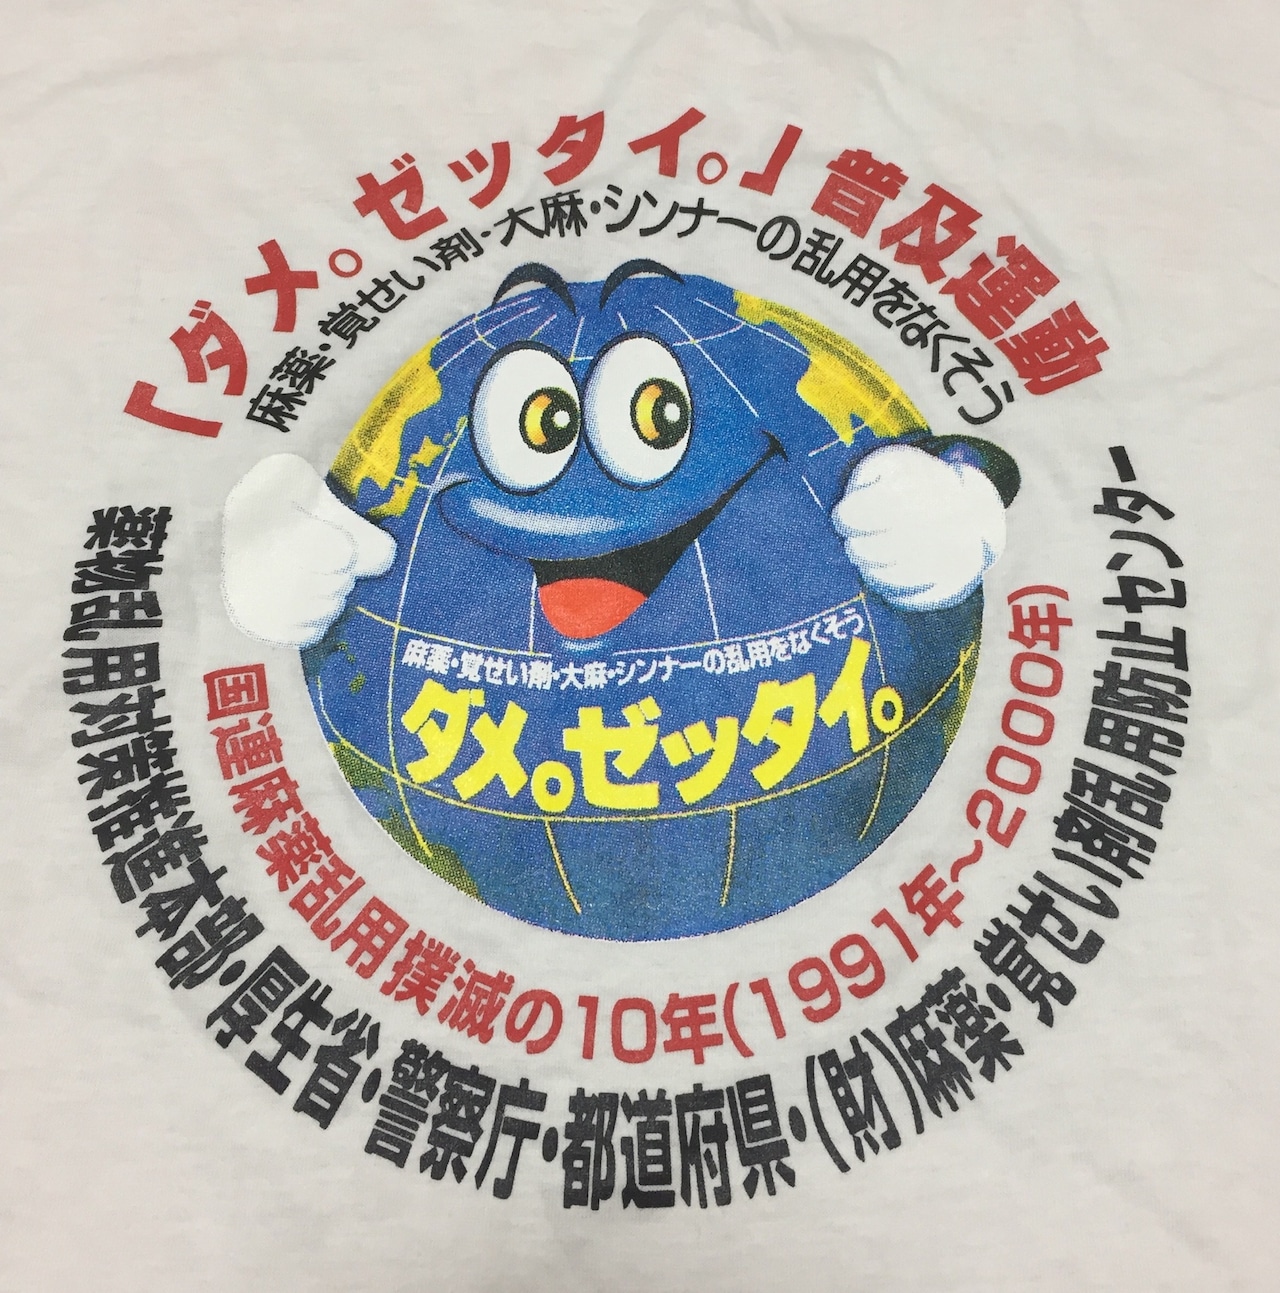 「ダメ。ゼッタイ。」普及運動
麻薬・覚せい剤・大麻・シンナーの乱用をなくそう
麻薬・覚せい剤・大麻・シンナーの乱用をなくそう
ダメ。ゼッタイ。
国連麻薬乱用撲滅の10年(1991年~2000年)
薬物乱用対策推進本部・厚生省・警察庁・都道府県・(財)麻薬・覚せい剤乱用防止センター